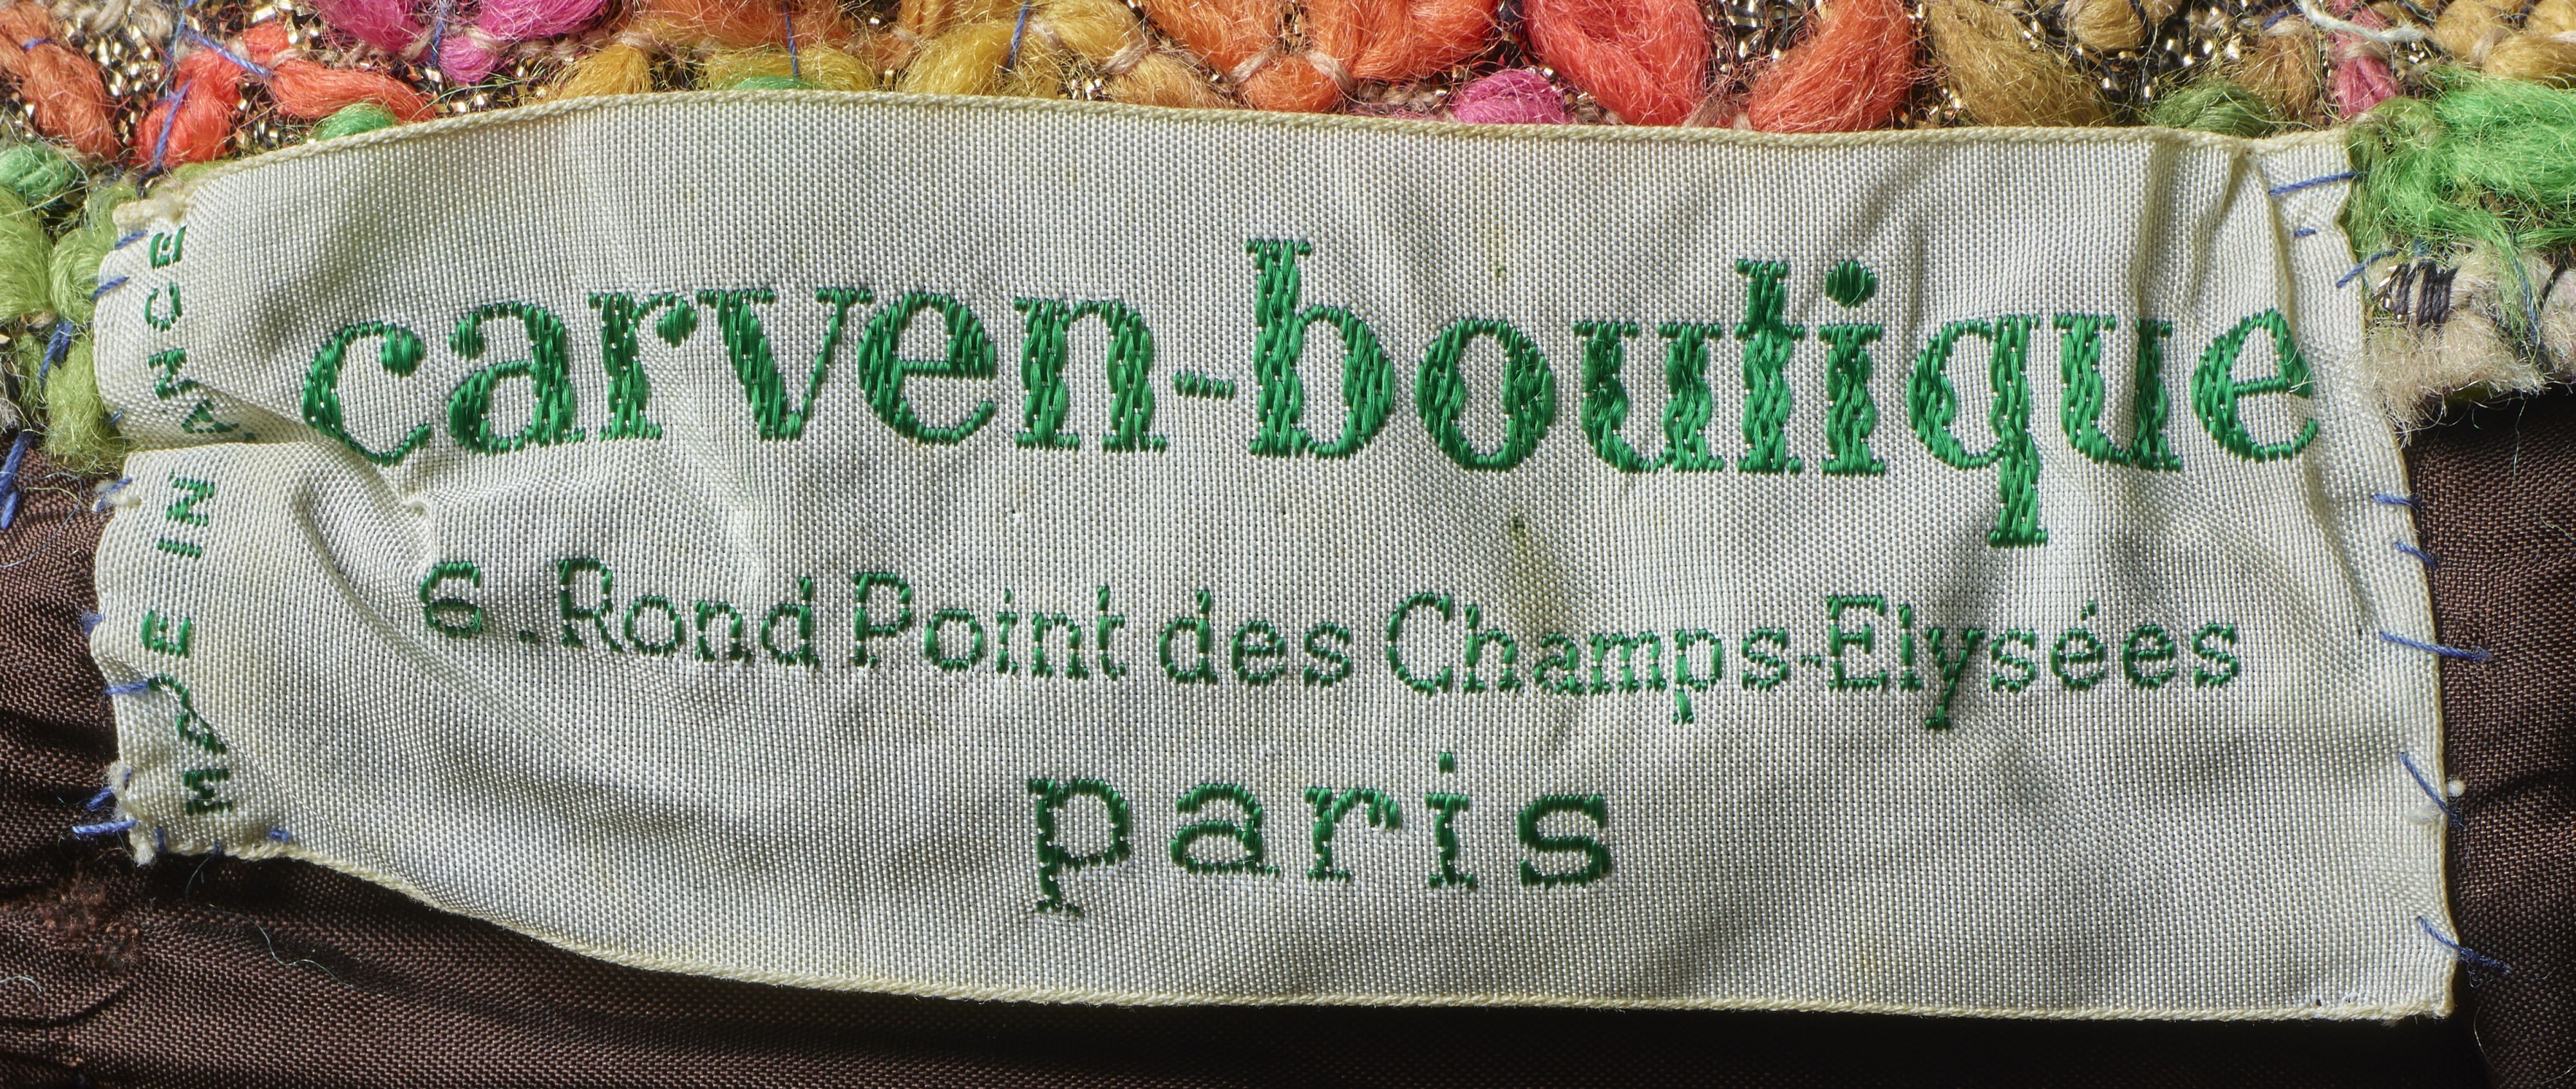 carven-boutique
6.Rond Point des Champs-Elysées
paris
MADE IN FRANCE